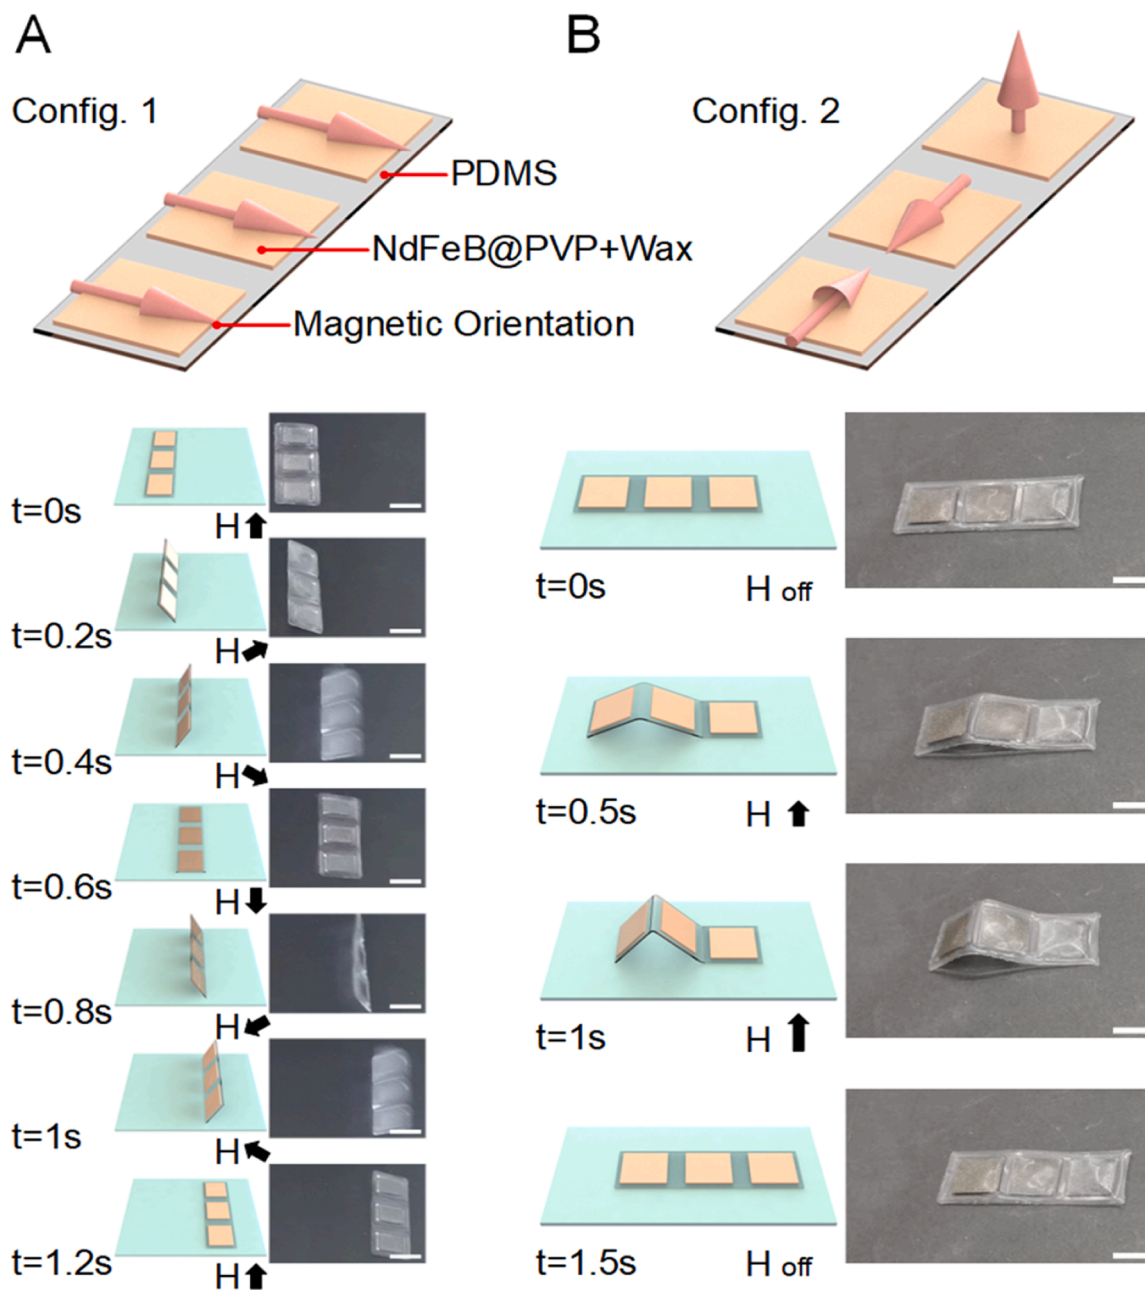 A
Config. 1
PDMS
NdFeB@PVP+Wax
Magnetic Orientation
t=0s
H
t=0.2s
H
t=0.4s
H
t=0.6s
H
t=0.8s
H
t=1s
H
t=1.2s
H
B
Config. 2
t=0s H off
t=0.5s H
t=1s H
t=1.5s H off